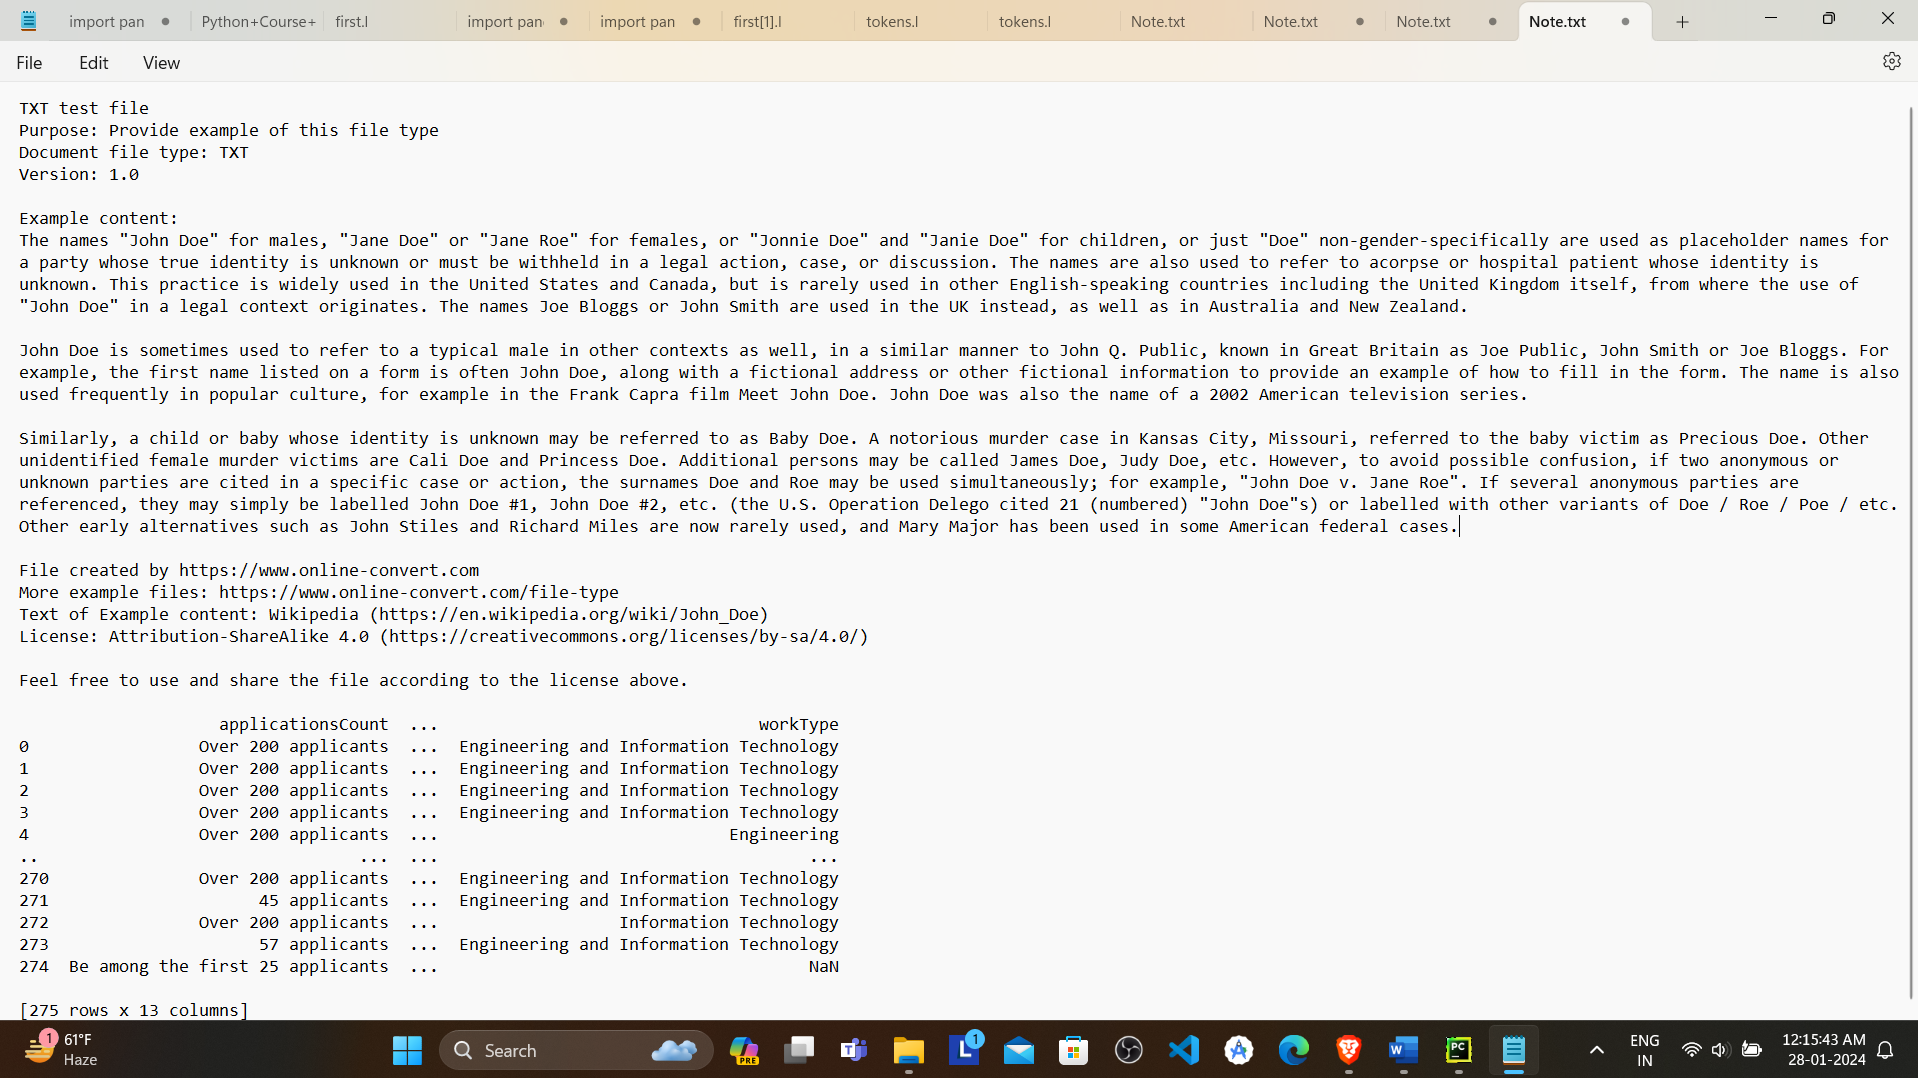 import pan
Python+Course+
first.l
import pan
import pan
first[1].l
tokens.l
tokens.l
Note.txt
Note.txt
Note.txt
Note.txt
File Edit View
TXT test file
Purpose: Provide example of this file type
Document file type: TXT
Version: 1.0
Example content:
The names "John Doe" for males, "Jane Doe" or "Jane Roe" for females, or "Jonnie Doe" and "Janie Doe" for children, or just "Doe" non-gender-specifically are used as placeholder names for
a party whose true identity is unknown or must be withheld in a legal action, case, or discussion. The names are also used to refer to acorpse or hospital patient whose identity is
unknown. This practice is widely used in the United States and Canada, but is rarely used in other English-speaking countries including the United Kingdom itself, from where the use of
"John Doe" in a legal context originates. The names Joe Bloggs or John Smith are used in the UK instead, as well as in Australia and New Zealand.
John Doe is sometimes used to refer to a typical male in other contexts as well, in a similar manner to John Q. Public, known in Great Britain as Joe Public, John Smith or Joe Bloggs. For
example, the first name listed on a form is often John Doe, along with a fictional address or other fictional information to provide an example of how to fill in the form. The name is also
used frequently in popular culture, for example in the Frank Capra film Meet John Doe. John Doe was also the name of a 2002 American television series.
Similarly, a child or baby whose identity is unknown may be referred to as Baby Doe. A notorious murder case in Kansas City, Missouri, referred to the baby victim as Precious Doe. Other
unidentified female murder victims are Cali Doe and Princess Doe. Additional persons may be called James Doe, Judy Doe, etc. However, to avoid possible confusion, if two anonymous or
unknown parties are cited in a specific case or action, the surnames Doe and Roe may be used simultaneously; for example, "John Doe v. Jane Roe". If several anonymous parties are
referenced, they may simply be labelled John Doe #1, John Doe #2, etc. (the U.S. Operation Delego cited 21 (numbered) "John Doe"s) or labelled with other variants of Doe / Roe / Poe / etc.
Other early alternatives such as John Stiles and Richard Miles are now rarely used, and Mary Major has been used in some American federal cases.
File created by https://www.online-convert.com
More example files: https://www.online-convert.com/file-type
Text of Example content: Wikipedia (https://en.wikipedia.org/wiki/John_Doe)
License: Attribution-ShareAlike 4.0 (https://creativecommons.org/licenses/by-sa/4.0/)
Feel free to use and share the file according to the license above.
applicationsCount ... workType
0 Over 200 applicants ... Engineering and Information Technology
1 Over 200 applicants ... Engineering and Information Technology
2 Over 200 applicants ... Engineering and Information Technology
3 Over 200 applicants ... Engineering and Information Technology
4 Over 200 applicants ... Engineering
.. ... ... ...
270 Over 200 applicants ... Engineering and Information Technology
271 45 applicants ... Engineering and Information Technology
272 Over 200 applicants ... Information Technology
273 57 applicants ... Engineering and Information Technology
274 Be among the first 25 applicants ... NaN
[275 rows x 13 columns]
1
61°F
Haze
Search
PRE
L
1
W
PC
ENG
IN
12:15:43 AM
28-01-2024